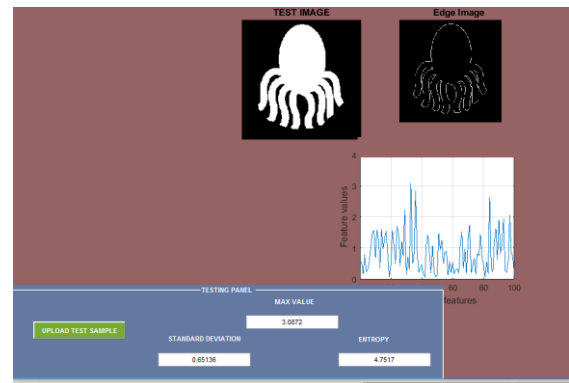 TEST IMAGE
Edge Image
4
3
2
1
0
Feature values
60 80 100
features
TESTING PANEL
MAX VALUE
3.0872
UPLOAD TEST SAMPLE
STANDARD DEVIATION
ENTROPY
0.65136
4.7517